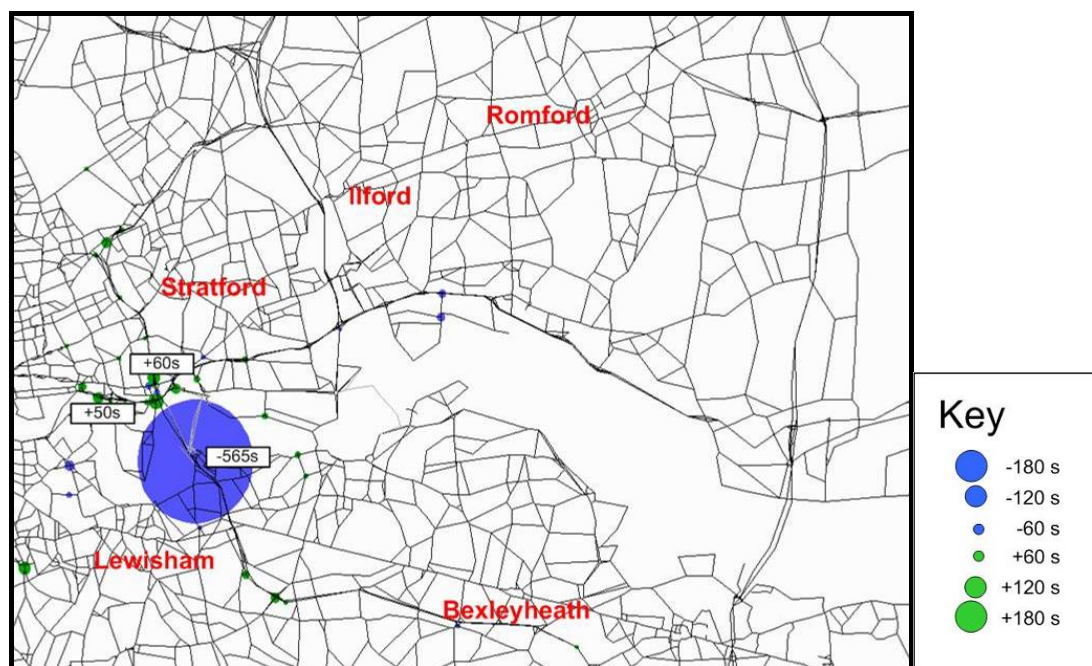 Romford
Ilford
Stratford
+60s
+50s
-565s
Lewisham
Bexleyheath
Key
-180 s
-120 s
-60 s
+60 s
+120 s
+180 s